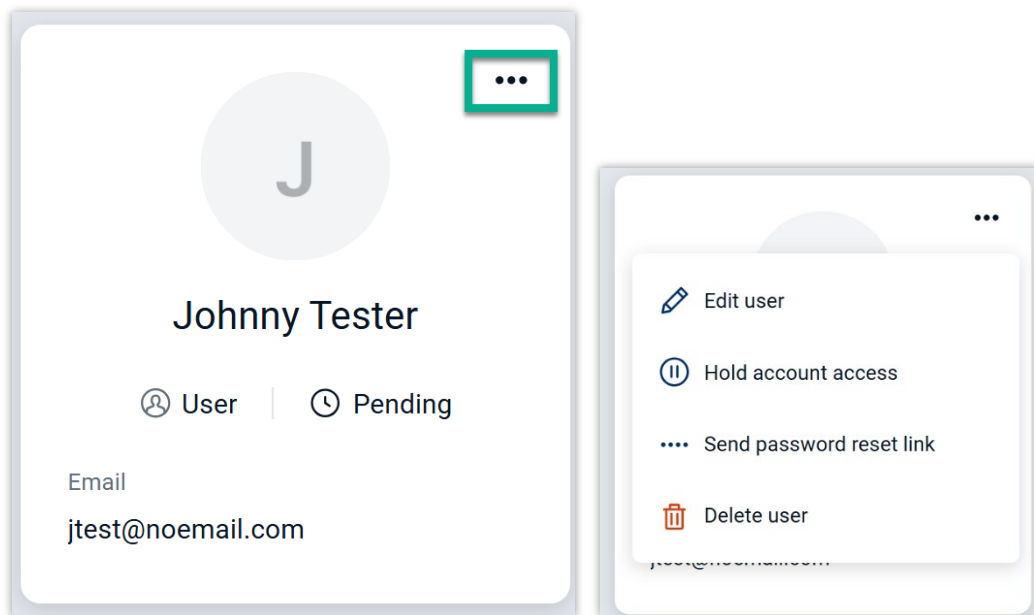 J
Johnny Tester
User
Pending
Email
jtest@noemail.com
Edit user
Hold account access
Send password reset link
Delete user